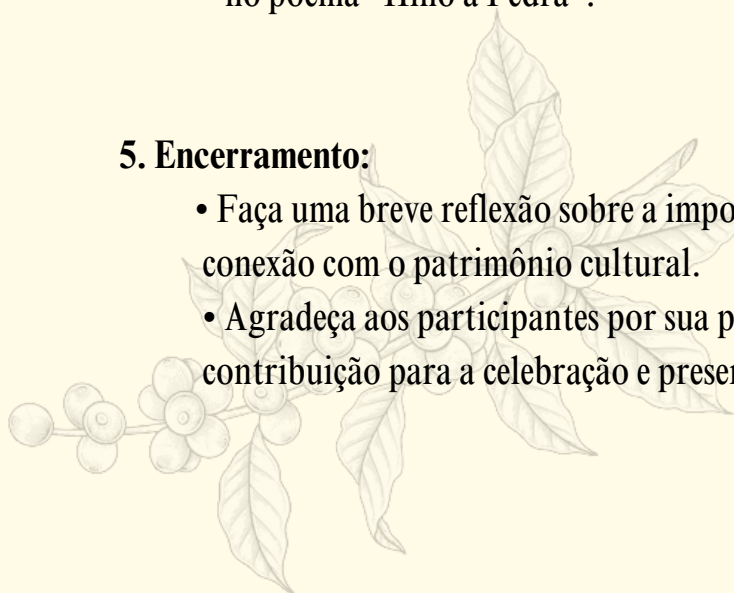 no poema "Hino à Pedra".
5. Encerramento:
• Faça uma breve reflexão sobre a impo
conexão com o patrimônio cultural.
• Agradeça aos participantes por sua p
contribuição para a celebração e prese